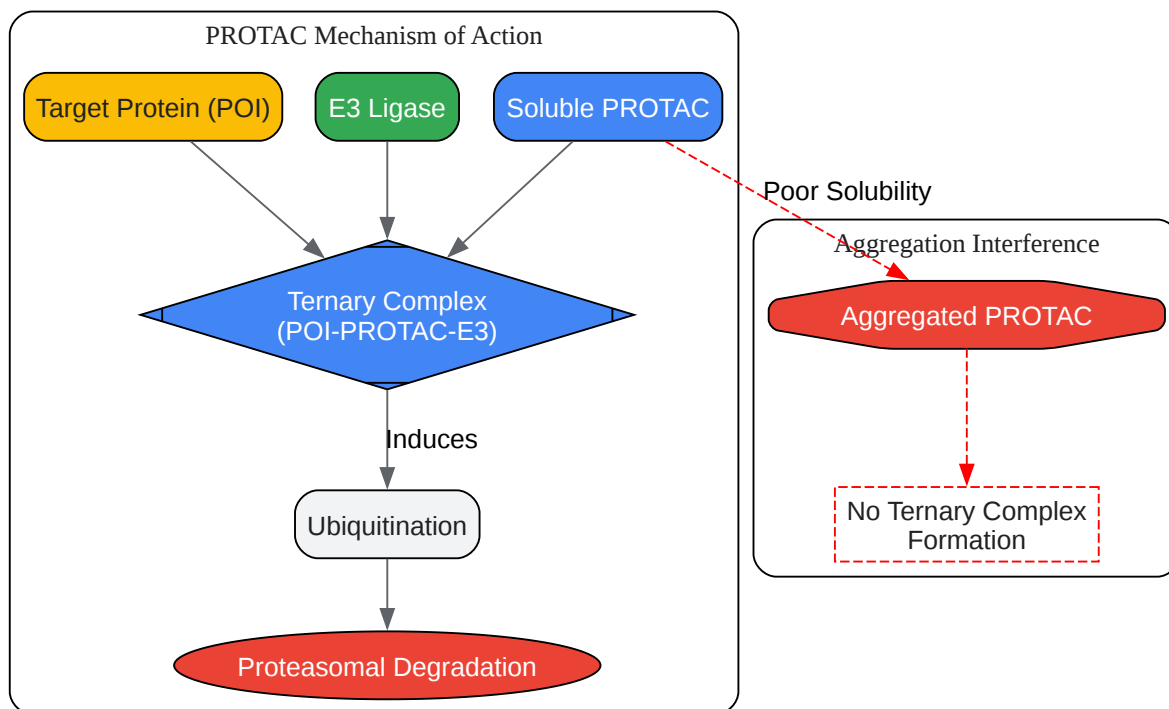 PROTAC Mechanism of Action
Target Protein (POI)
E3 Ligase
Soluble PROTAC
Poor Solubility
Aggregation Interference
Ternary Complex
(POI-PROTAC-E3)
Aggregated PROTAC
Induces
Ubiquitination
No Ternary Complex
Formation
Proteasomal Degradation